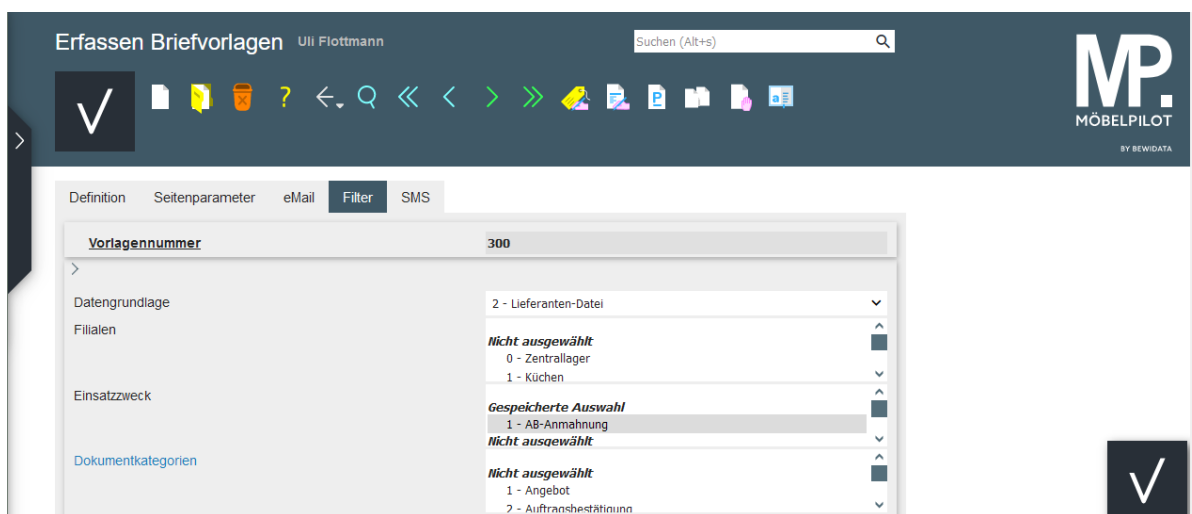 Erfassen Briefvorlagen Uli Flottmann
Suchen (Alt+s)
MP.
MÖBELPILOT
BY BEWIDATA
Definition Seitenparameter eMail Filter SMS
Vorlagennummer 300
Datengrundlage 2 - Lieferanten-Datei
Filialen
Nicht ausgewählt
0 - Zentrallager
1 - Küchen
Einsatzzweck
Gespeicherte Auswahl
1 - AB-Anmahnung
Nicht ausgewählt
Dokumentkategorien
Nicht ausgewählt
1 - Angebot
2 - Auftragsbestätigung